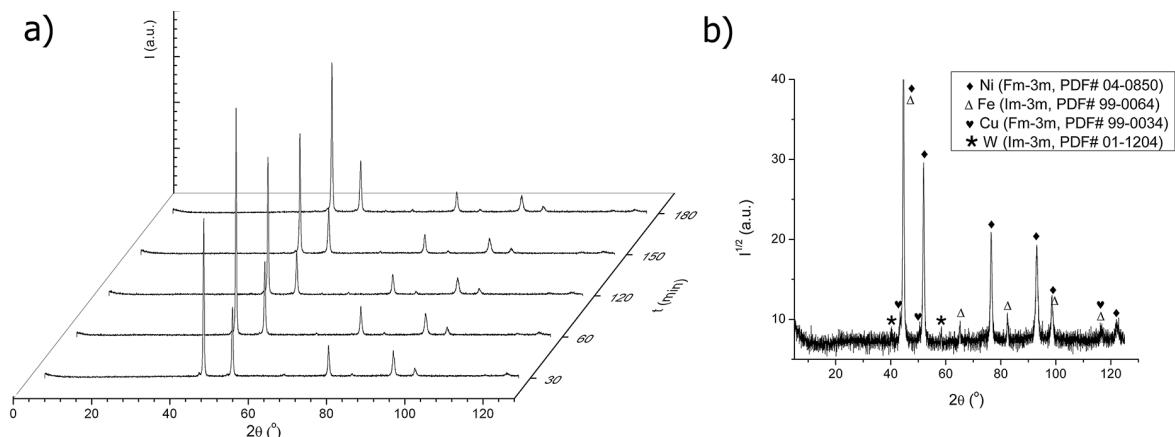 a)
I (a.u.)
180
150
120
60
30
t (min)
0 20 40 60 80 100 120
2θ (°)
b)
40
30
20
10
I^1/2 (a.u.)
♦ Ni (Fm-3m, PDF# 04-0850)
Δ Fe (Im-3m, PDF# 99-0064)
♥ Cu (Fm-3m, PDF# 99-0034)
* W (Im-3m, PDF# 01-1204)
20 40 60 80 100 120
2θ (°)